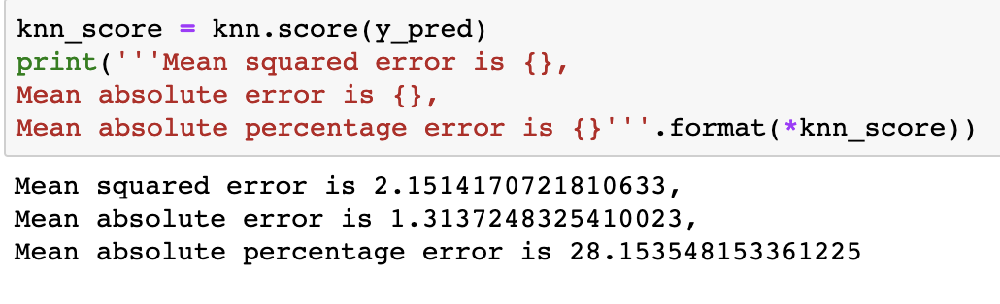 knn_score = knn.score(y_pred)
print('''Mean squared error is {},
Mean absolute error is {},
Mean absolute percentage error is {}'''.format(*knn_score))
Mean squared error is 2.1514170721810633,
Mean absolute error is 1.3137248325410023,
Mean absolute percentage error is 28.153548153361225